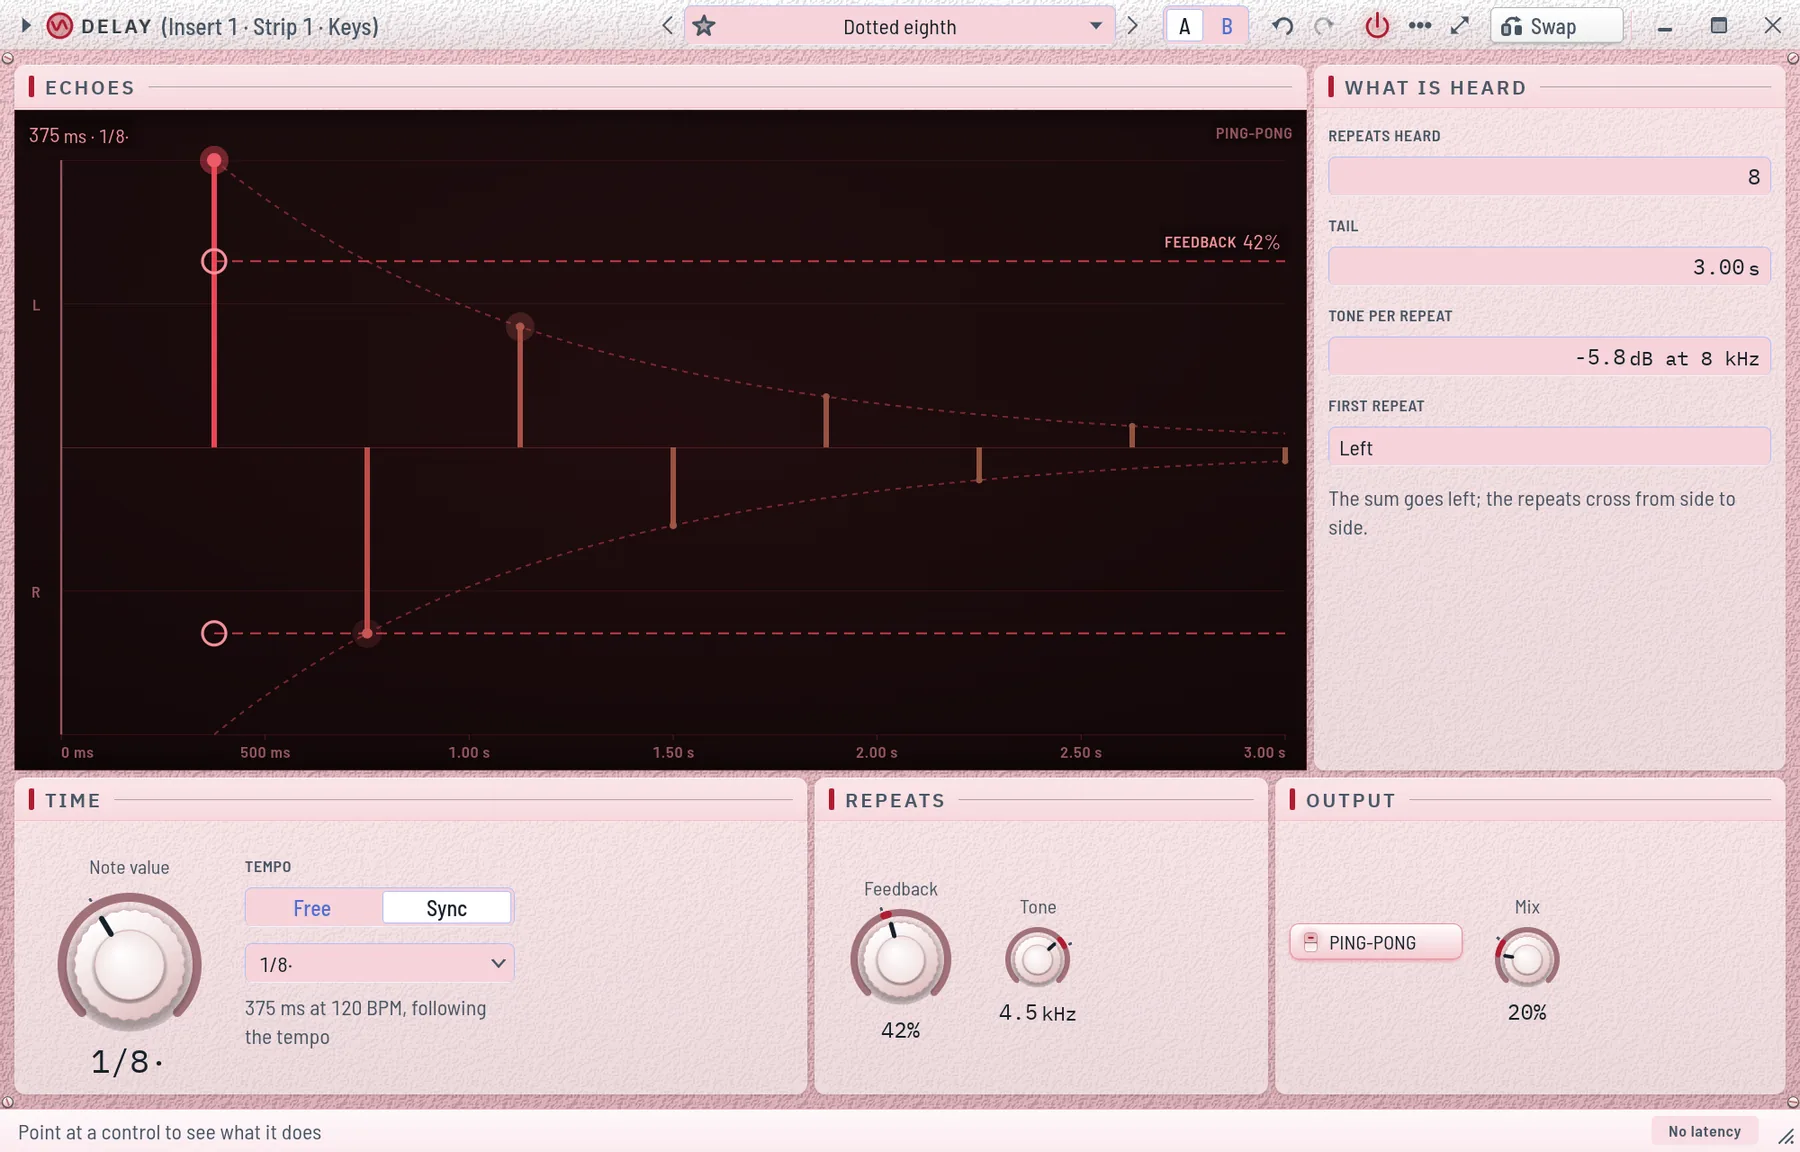 DELAY (Insert 1 · Strip 1 · Keys)
Dotted eighth
A B
Swap
ECHOES
375 ms · 1/8·
PING-PONG
FEEDBACK 42%
L
R
0 ms 500 ms 1.00 s 1.50 s 2.00 s 2.50 s 3.00 s
WHAT IS HEARD
REPEATS HEARD
8
TAIL
3.00 s
TONE PER REPEAT
-5.8 dB at 8 kHz
FIRST REPEAT
Left
The sum goes left; the repeats cross from side to
side.
TIME
Note value
1/8·
TEMPO
Free Sync
1/8·
375 ms at 120 BPM, following
the tempo
REPEATS
Feedback
42%
Tone
4.5 kHz
OUTPUT
PING-PONG
Mix
20%
Point at a control to see what it does
No latency